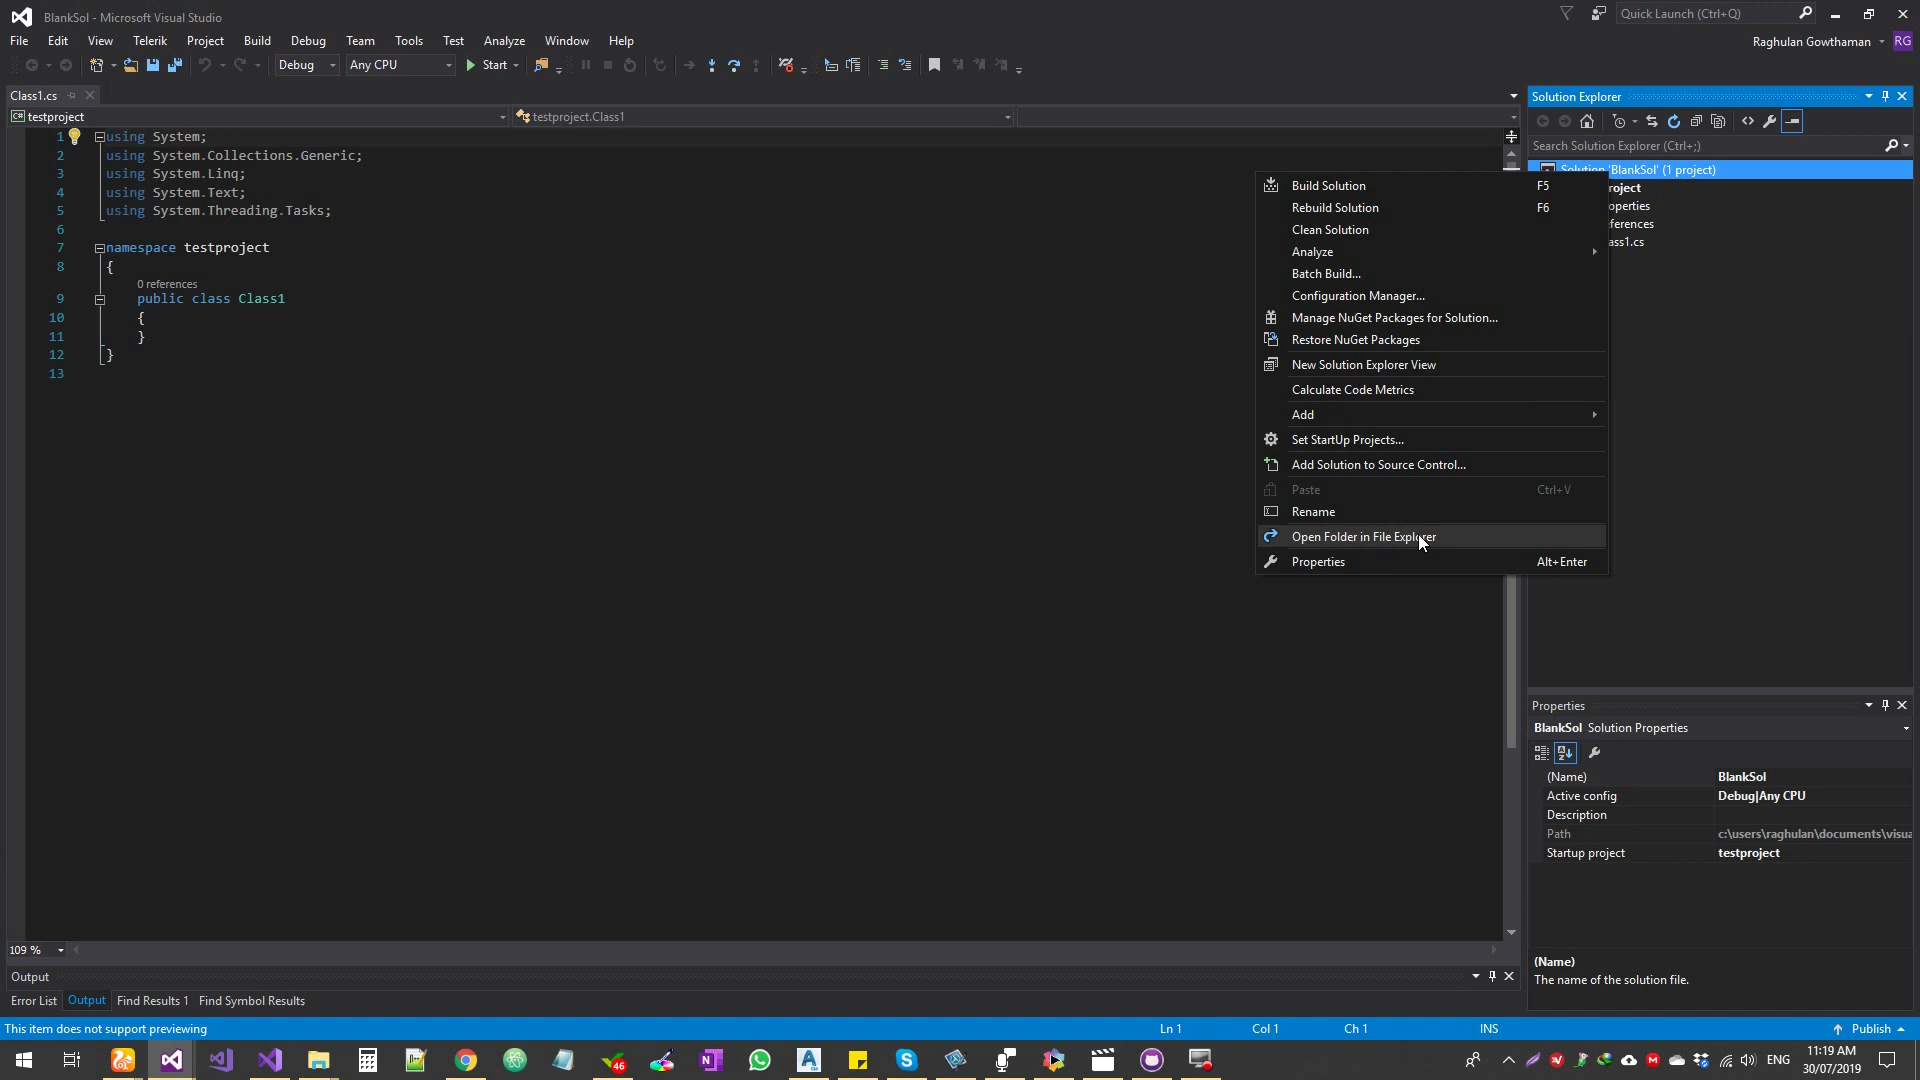 BlankSol - Microsoft Visual Studio
Quick Launch (Ctrl+Q)
File Edit View Telerik Project Build Debug Team Tools Test Analyze Window Help
Raghulan Gowthaman RG
Debug Any CPU Start
Class1.cs
Solution Explorer
C# testproject
testproject.Class1
Search Solution Explorer (Ctrl+;)
Solution 'BlankSol' (1 project)
roject
operties
eferences
ass1.cs
1 using System;
2 using System.Collections.Generic;
3 using System.Linq;
4 using System.Text;
5 using System.Threading.Tasks;
6
7 namespace testproject
8 {
0 references
9 public class Class1
10 {
11 }
12 }
13
Build Solution F5
Rebuild Solution F6
Clean Solution
Analyze
Batch Build...
Configuration Manager...
Manage NuGet Packages for Solution...
Restore NuGet Packages
New Solution Explorer View
Calculate Code Metrics
Add
Set StartUp Projects...
Add Solution to Source Control...
Paste Ctrl+V
Rename
Open Folder in File Explorer
Properties Alt+Enter
Properties
BlankSol Solution Properties
(Name) BlankSol
Active config Debug|Any CPU
Description
Path c:\users\raghulan\documents\visua
Startup project testproject
(Name)
The name of the solution file.
109 %
Output
Error List Output Find Results 1 Find Symbol Results
This item does not support previewing Ln 1 Col 1 Ch 1 INS Publish
46
ENG
11:19 AM
30/07/2019